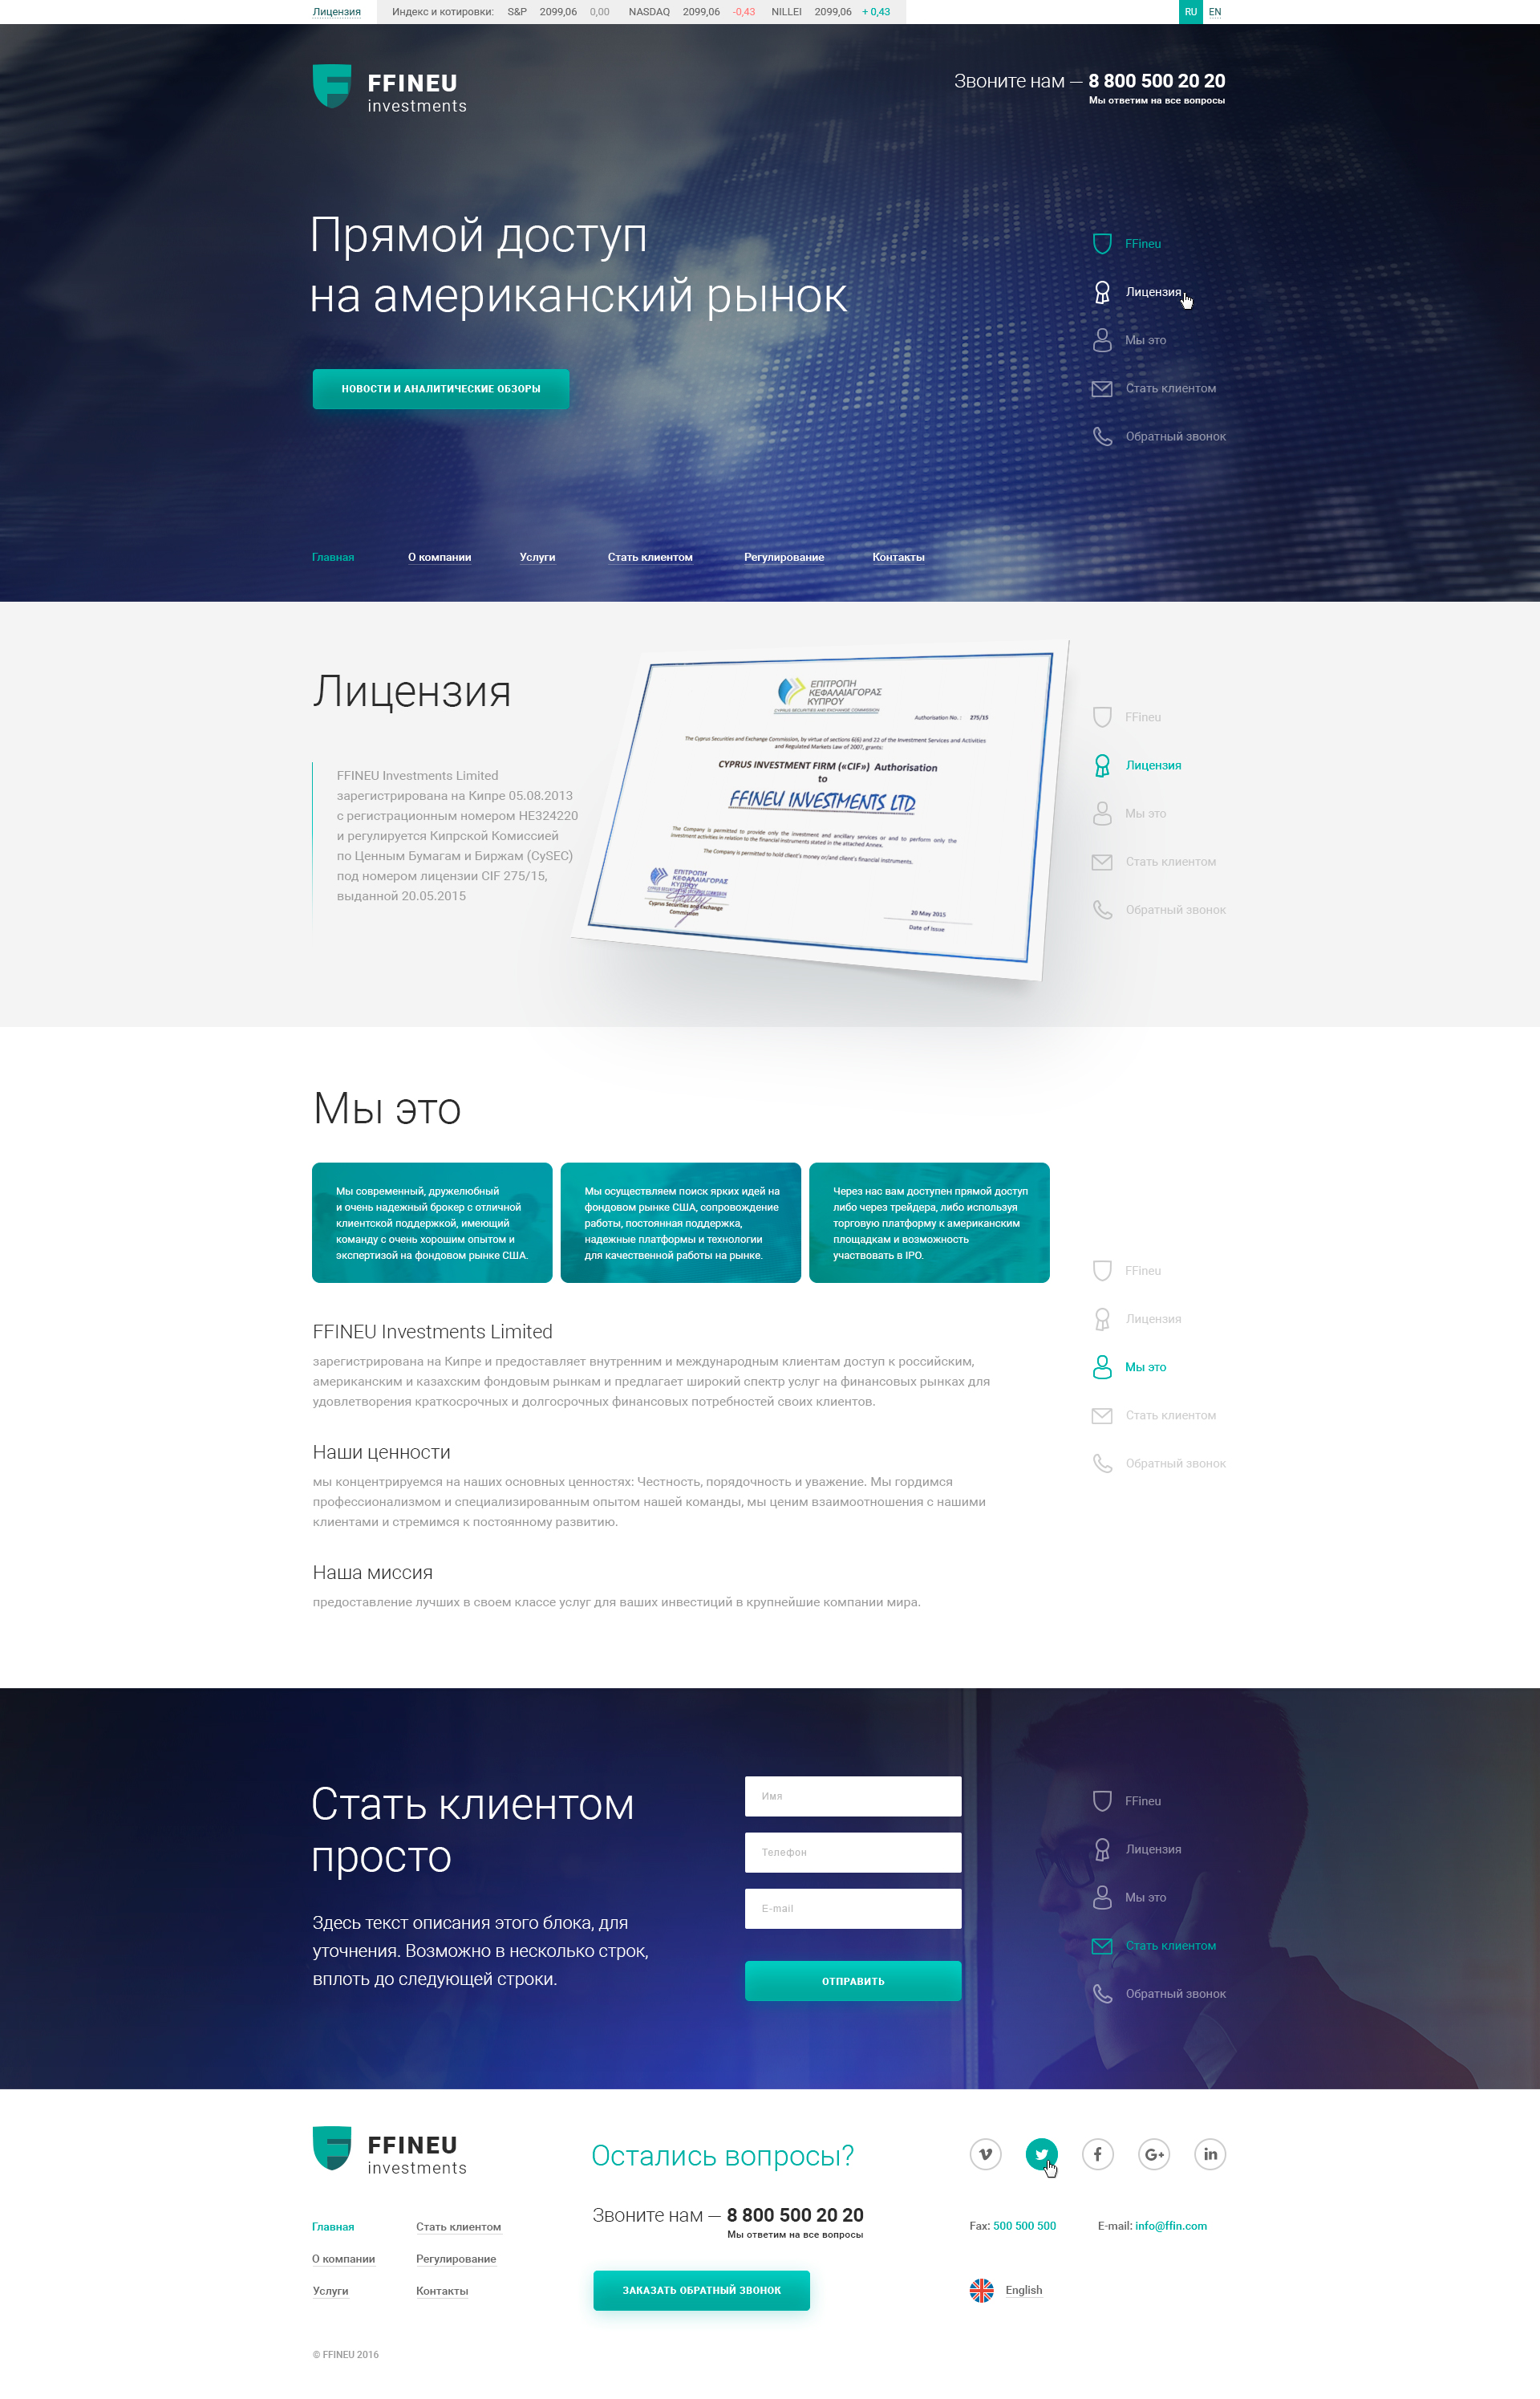 Лицензия Индекс и котировки: S&P 2099,06 0,00 NASDAQ 2099,06 -0,43 NILLEI 2099,06 + 0,43 RU EN
FFINEU
investments
Звоните нам — 8 800 500 20 20
Мы ответим на все вопросы
Прямой доступ
на американский рынок
НОВОСТИ И АНАЛИТИЧЕСКИЕ ОБЗОРЫ
FFineu
Лицензия
Мы это
Стать клиентом
Обратный звонок
Главная О компании Услуги Стать клиентом Регулирование Контакты
Лицензия
FFINEU Investments Limited
зарегистрирована на Кипре 05.08.2013
с регистрационным номером HE324220
и регулируется Кипрской Комиссией
по Ценным Бумагам и Биржам (CySEC)
под номером лицензии CIF 275/15,
выданной 20.05.2015
ΕΠΙΤΡΟΠΗ
ΚΕΦΑΛΑΙΑΓΟΡΑΣ
ΚΥΠΡΟΥ
CYPRUS SECURITIES AND EXCHANGE COMMISSION
Authorisation No. : 275/15
The Cyprus Securities and Exchange Commission, by virtue of sections 6(6) and 22 of the Investment Services and Activities
and Regulated Markets Law of 2007, grants:
CYPRUS INVESTMENT FIRM («CIF») Authorisation
to
FFINEU INVESTMENTS LTD
The Company is permitted to provide only the investment and ancillary services or and to perform only the
investment activities in relation to the financial instruments stated in the attached Annex.
The Company is permitted to hold client's money or/and client's financial instruments.
ΕΠΙΤΡΟΠΗ
ΚΕΦΑΛΑΙΑΓΟΡΑΣ
ΚΥΠΡΟΥ
Cyprus Securities and Exchange
Commission
20 May 2015
Date of Issue
FFineu
Лицензия
Мы это
Стать клиентом
Обратный звонок
Мы это
Мы современный, дружелюбный
и очень надежный брокер с отличной
клиентской поддержкой, имеющий
команду с очень хорошим опытом и
экспертизой на фондовом рынке США.
Мы осуществляем поиск ярких идей на
фондовом рынке США, сопровождение
работы, постоянная поддержка,
надежные платформы и технологии
для качественной работы на рынке.
Через нас вам доступен прямой доступ
либо через трейдера, либо используя
торговую платформу к американским
площадкам и возможность
участвовать в IPO.
FFINEU Investments Limited
зарегистрирована на Кипре и предоставляет внутренним и международным клиентам доступ к российским,
американским и казахским фондовым рынкам и предлагает широкий спектр услуг на финансовых рынках для
удовлетворения краткосрочных и долгосрочных финансовых потребностей своих клиентов.
Наши ценности
мы концентрируемся на наших основных ценностях: Честность, порядочность и уважение. Мы гордимся
профессионализмом и специализированным опытом нашей команды, мы ценим взаимоотношения с нашими
клиентами и стремимся к постоянному развитию.
Наша миссия
предоставление лучших в своем классе услуг для ваших инвестиций в крупнейшие компании мира.
FFineu
Лицензия
Мы это
Стать клиентом
Обратный звонок
Стать клиентом
просто
Здесь текст описания этого блока, для
уточнения. Возможно в несколько строк,
вплоть до следующей строки.
Имя
Телефон
E-mail
ОТПРАВИТЬ
FFineu
Лицензия
Мы это
Стать клиентом
Обратный звонок
FFINEU
investments
Главная Стать клиентом
О компании Регулирование
Услуги Контакты
© FFINEU 2016
Остались вопросы?
Звоните нам — 8 800 500 20 20
Мы ответим на все вопросы
ЗАКАЗАТЬ ОБРАТНЫЙ ЗВОНОК
Fax: 500 500 500 E-mail: info@ffin.com
English